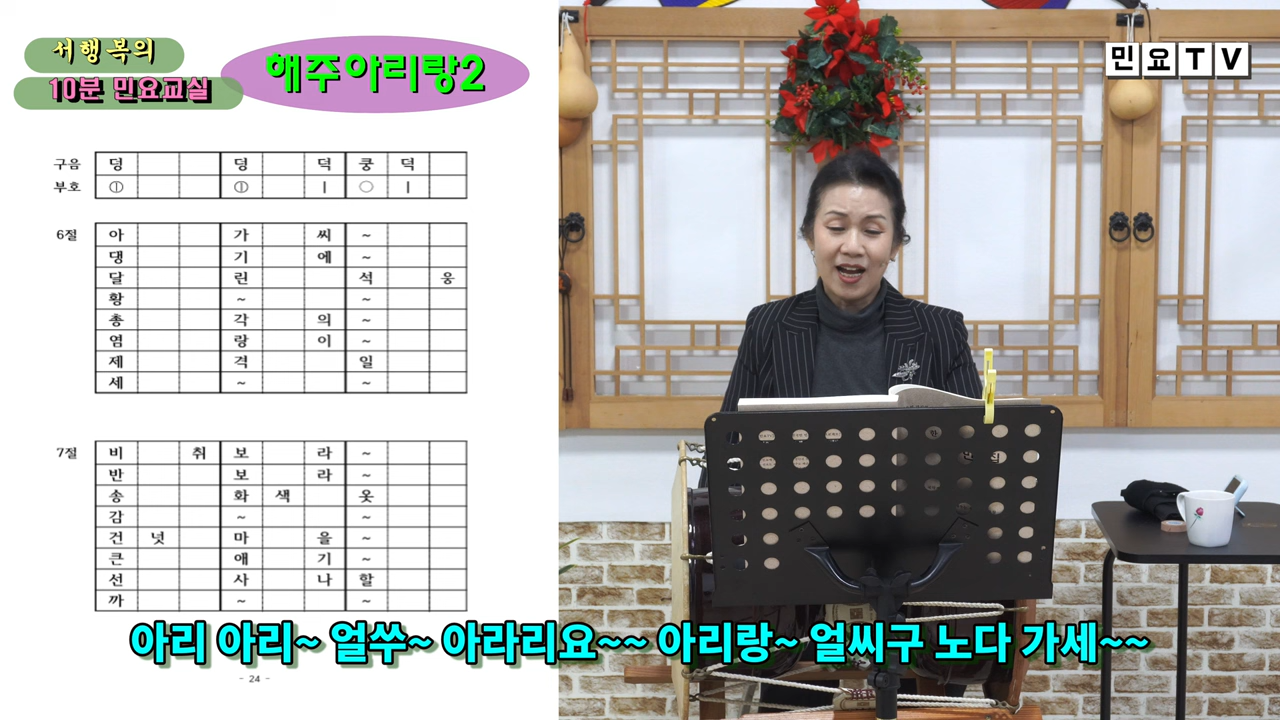 서행복의
10분 민요교실
해주아리랑2
민요TV
구음 덩 덩 덕 쿵 덕
부호 ⦶ ⦶ | ○ |
6절 아 가 씨 ~
댕 기 에 ~
달 린 석 웅
황 ~ ~
총 각 의 ~
염 랑 이 ~
제 격 일
세 ~ ~
7절 비 취 보 라 ~
반 보 라 ~
송 화 색 옷
감 ~ ~
건 넛 마 을 ~
큰 애 기 ~
선 사 나 할
까 ~ ~
아리 아리~ 얼쑤~ 아라리요~~ 아리랑~ 얼씨구 노다 가세~~
- 24 -